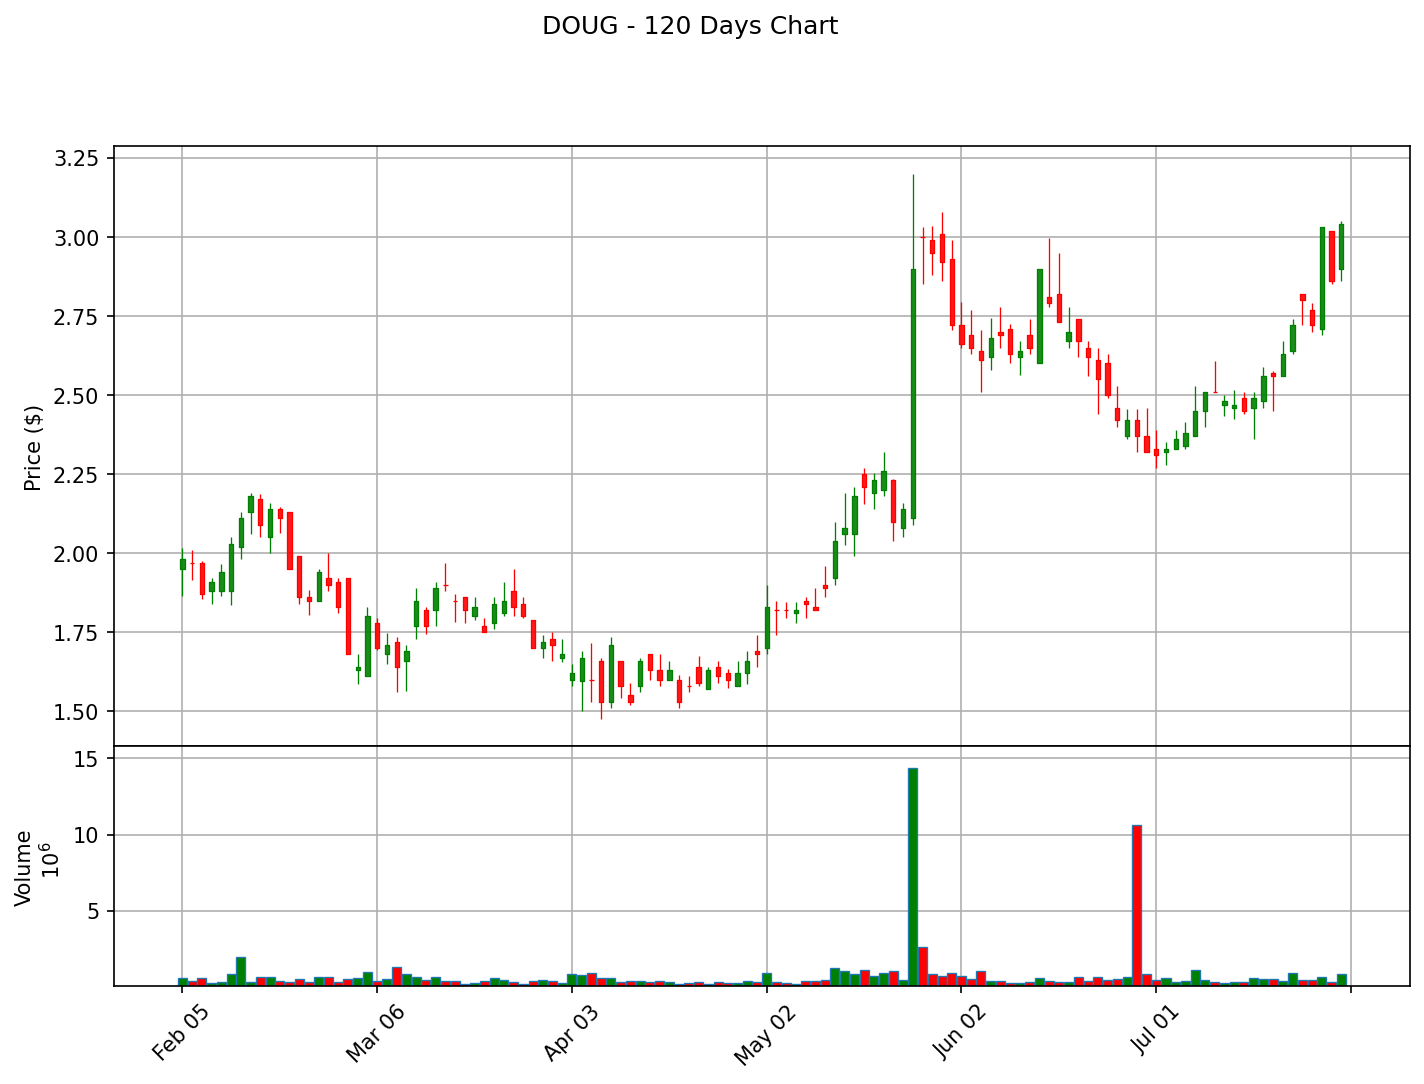 DOUG - 120 Days Chart
3.25
3.00
2.75
2.50
2.25
2.00
1.75
1.50
Price ($)
15
10
5
Volume
10⁶
Feb 05
Mar 06
Apr 03
May 02
Jun 02
Jul 01